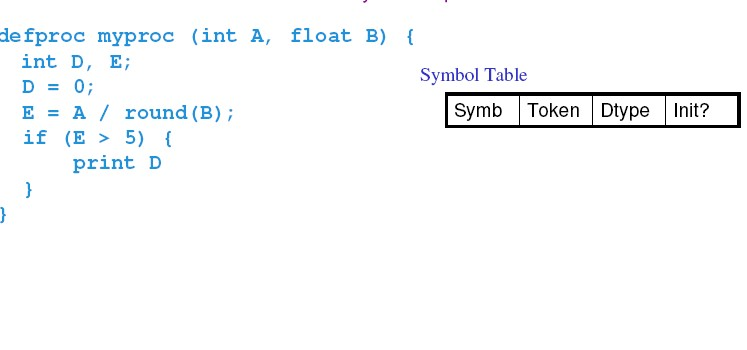 defproc myproc (int A, float B) {
int D, E;
D = 0;
E = A / round(B);
if (E > 5) {
print D
}
}
Symbol Table
Symb Token Dtype Init?